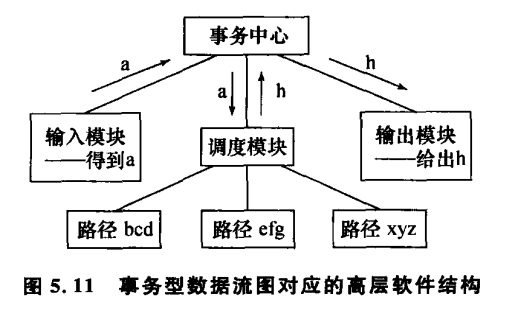 事务中心
a
a
h
h
输入模块
——得到a
调度模块
输出模块
——给出h
路径 bcd
路径 efg
路径 xyz
图 5.11 事务型数据流图对应的高层软件结构